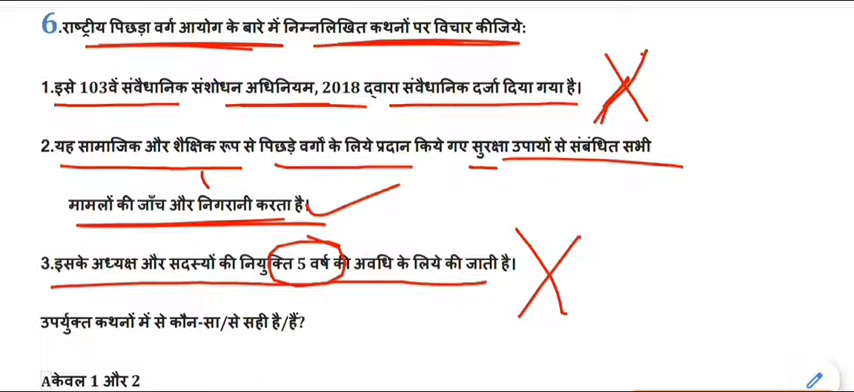 6.राष्ट्रीय पिछड़ा वर्ग आयोग के बारे में निम्नलिखित कथनों पर विचार कीजिये:
1.इसे 103वें संवैधानिक संशोधन अधिनियम, 2018 द्वारा संवैधानिक दर्जा दिया गया है।
2.यह सामाजिक और शैक्षिक रूप से पिछड़े वर्गों के लिये प्रदान किये गए सुरक्षा उपायों से संबंधित सभी
मामलों की जाँच और निगरानी करता है।
3.इसके अध्यक्ष और सदस्यों की नियुक्ति 5 वर्ष की अवधि के लिये की जाती है।
उपर्युक्त कथनों में से कौन-सा/से सही है/हैं?
Aकेवल 1 और 2